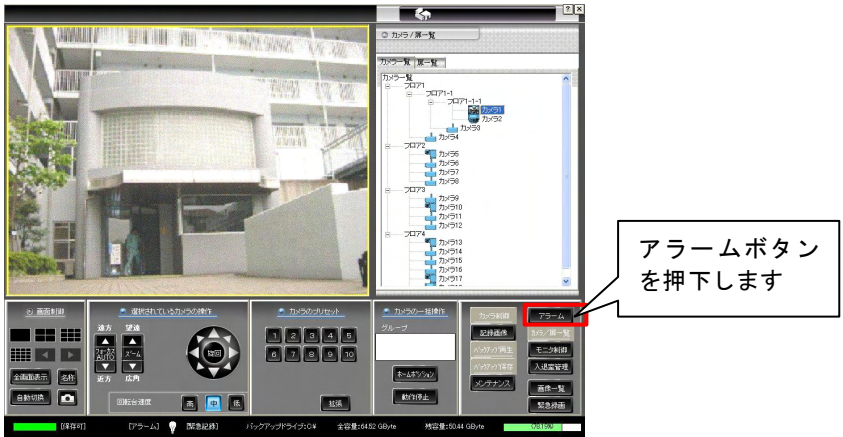 ? ×
カメラ / 扉一覧
カメラ一覧 扉一覧
カメラ一覧
フロア1
フロア1-1
フロア1-1-1
カメラ1
カメラ2
カメラ3
カメラ4
フロア2
カメラ5
カメラ6
カメラ7
カメラ8
フロア3
カメラ9
カメラ10
カメラ11
カメラ12
フロア4
カメラ13
カメラ14
カメラ15
カメラ16
カメラ17
アラームボタン
を押下します
画面制御
全画面表示 名称
自動切換
選択されているカメラの操作
遠方 望遠
フォーカス AUTO ズーム
旋回
近方 広角
回転台速度 高 中 低
カメラのプリセット
1 2 3 4 5
6 7 8 9 10
拡張
カメラの一括操作
グループ
ホームポジション
動作停止
カメラ制御 アラーム
記録画像 カメラ/扉一覧
バックアップ再生 モニタ制御
バックアップ保存 入退室管理
メンテナンス 画像一覧
緊急録画
[保存可] [アラーム] [緊急記録] バックアップドライブ:O:¥ 全容量:64.52 GByte 残容量:50.44 GByte (78.19%)